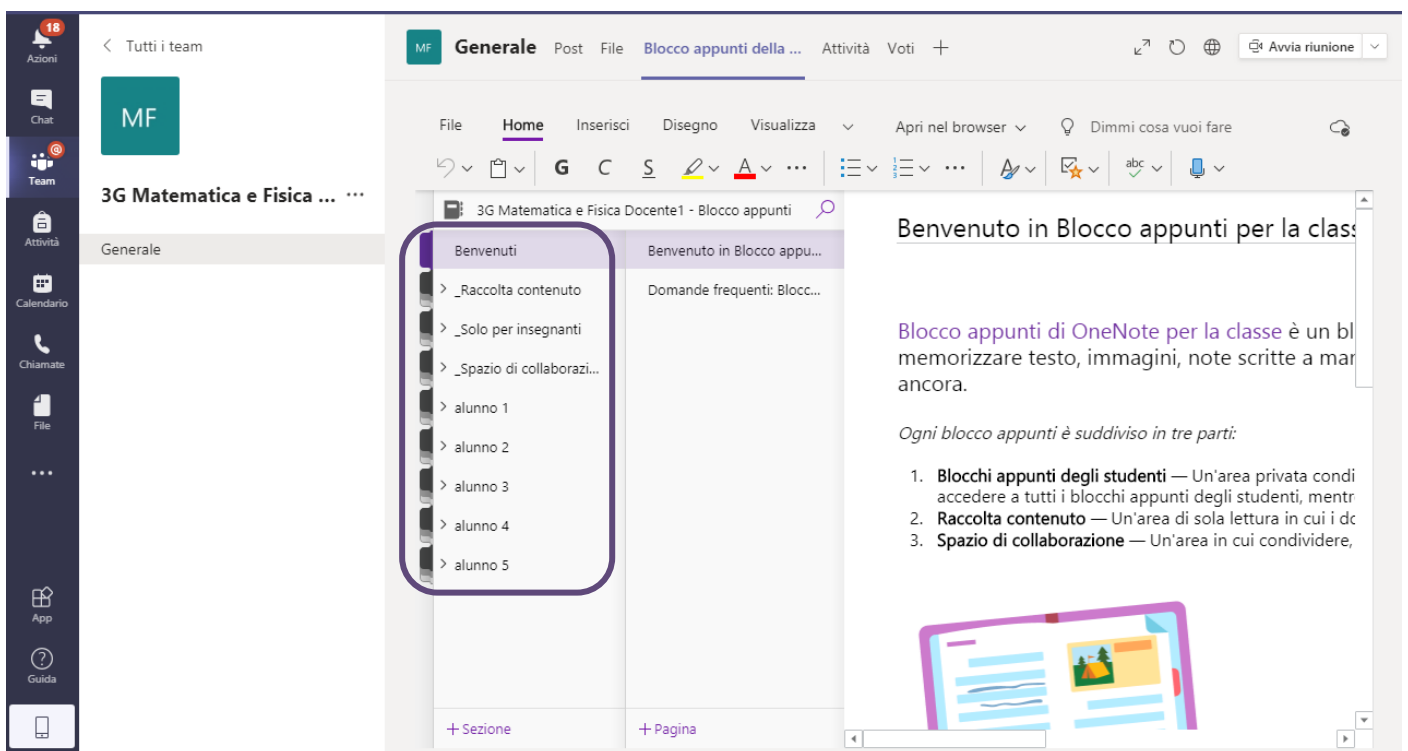 18
Azioni
Chat
@
Team
Attività
Calendario
Chiamate
File
App
Guida
Tutti i team
MF
3G Matematica e Fisica ... ···
Generale
MF Generale Post File Blocco appunti della ... Attività Voti + Avvia riunione
File Home Inserisci Disegno Visualizza Apri nel browser Dimmi cosa vuoi fare
G C S A abc
3G Matematica e Fisica Docente1 - Blocco appunti
Benvenuti
_Raccolta contenuto
_Solo per insegnanti
_Spazio di collaborazi...
alunno 1
alunno 2
alunno 3
alunno 4
alunno 5
+ Sezione
Benvenuto in Blocco appu...
Domande frequenti: Blocc...
+ Pagina
Benvenuto in Blocco appunti per la clas
Blocco appunti di OneNote per la classe è un bl
memorizzare testo, immagini, note scritte a mar
ancora.
Ogni blocco appunti è suddiviso in tre parti:
1. Blocchi appunti degli studenti — Un'area privata condi
accedere a tutti i blocchi appunti degli studenti, mentr
2. Raccolta contenuto — Un'area di sola lettura in cui i do
3. Spazio di collaborazione — Un'area in cui condividere,